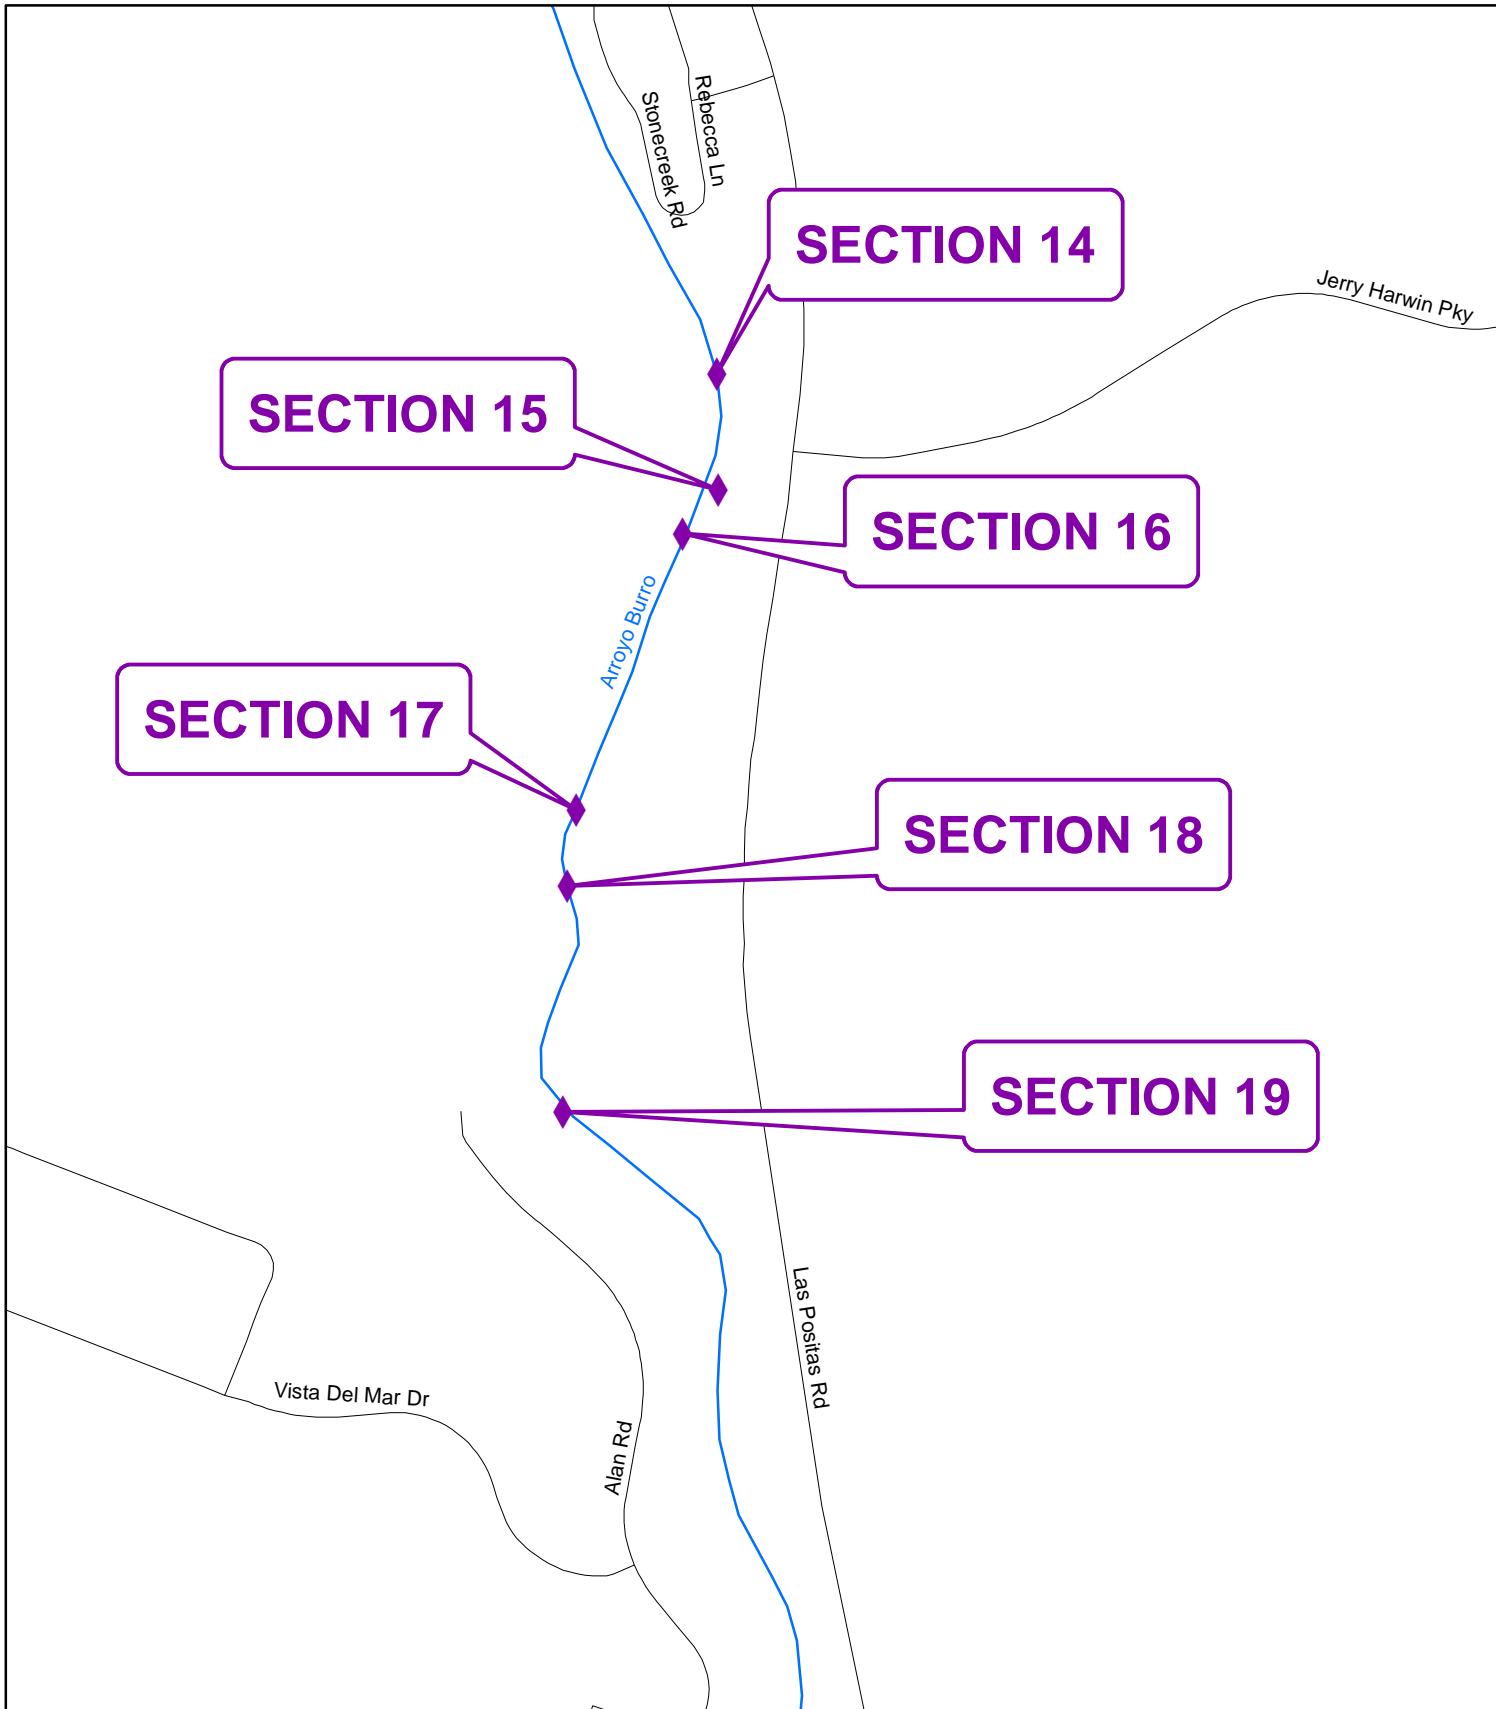 Stonecreek Rd
Rebecca Ln
SECTION 14
Jerry Harwin Pky
SECTION 15
SECTION 16
Arroyo Burro
SECTION 17
SECTION 18
SECTION 19
Las Positas Rd
Vista Del Mar Dr
Alan Rd